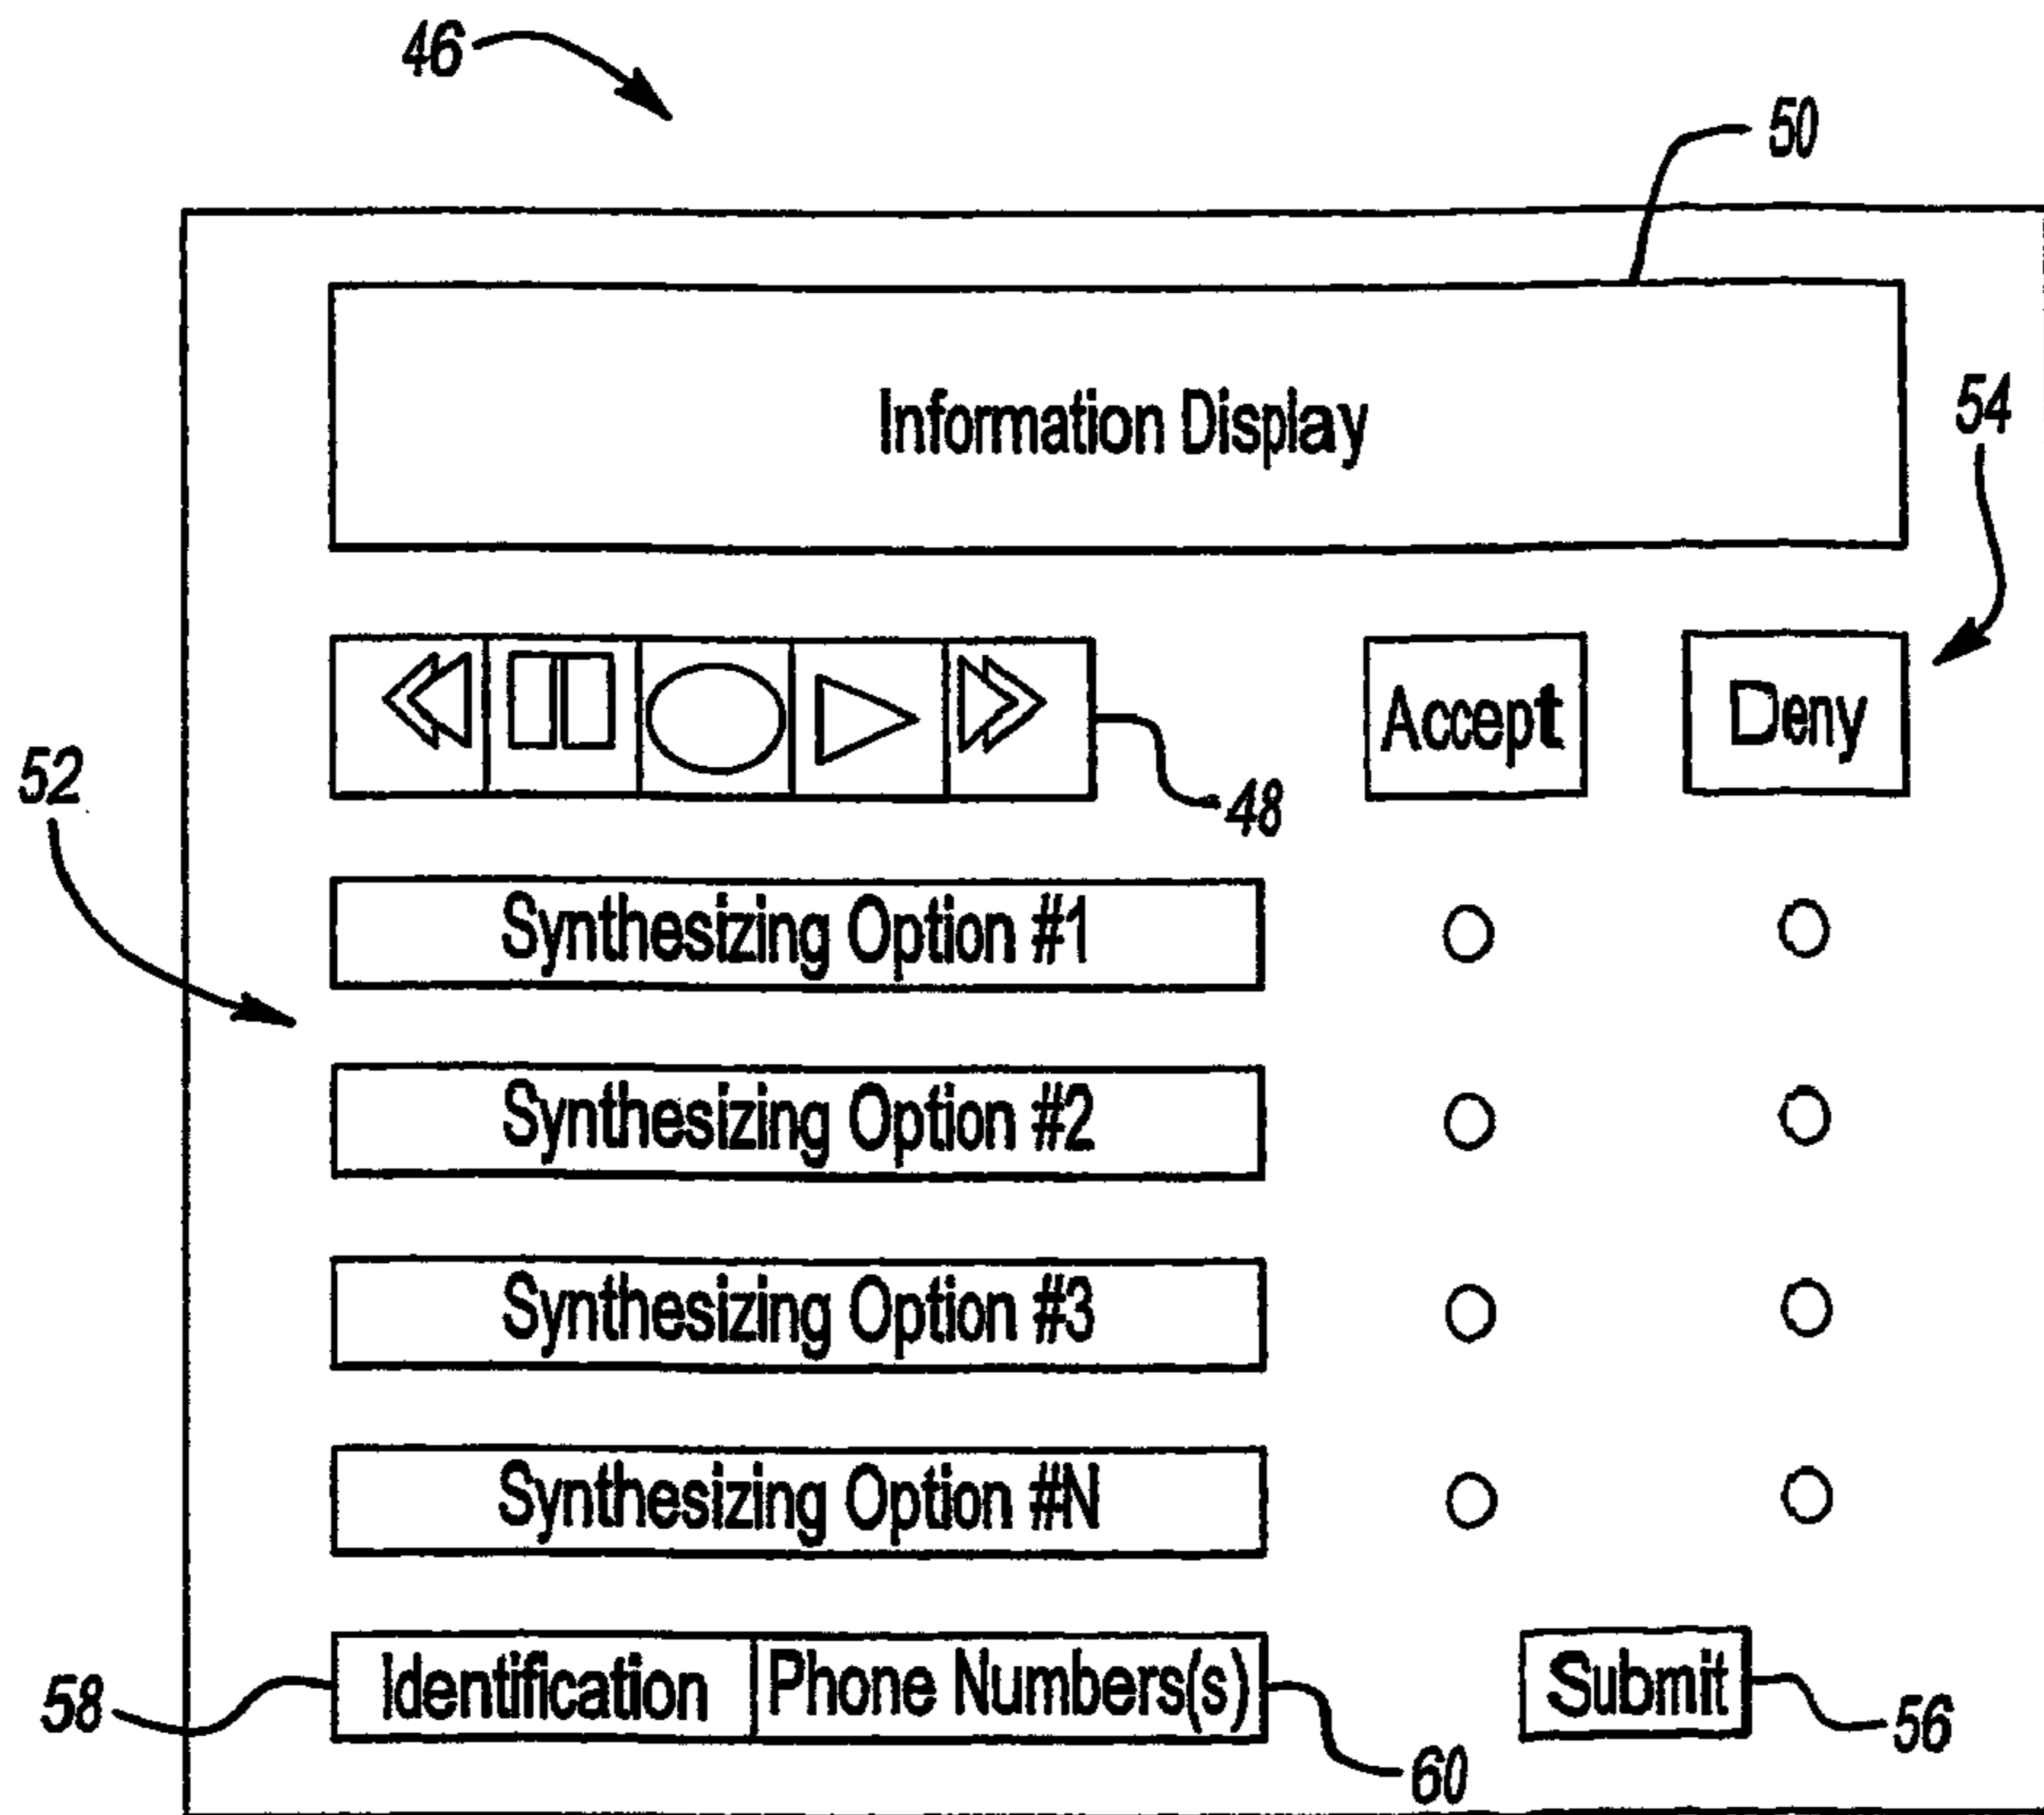 46
50
Information Display
54
Accept
Deny
52
48
Synthesizing Option #1
Synthesizing Option #2
Synthesizing Option #3
Synthesizing Option #N
Identification
Phone Numbers(s)
Submit
58
56
60